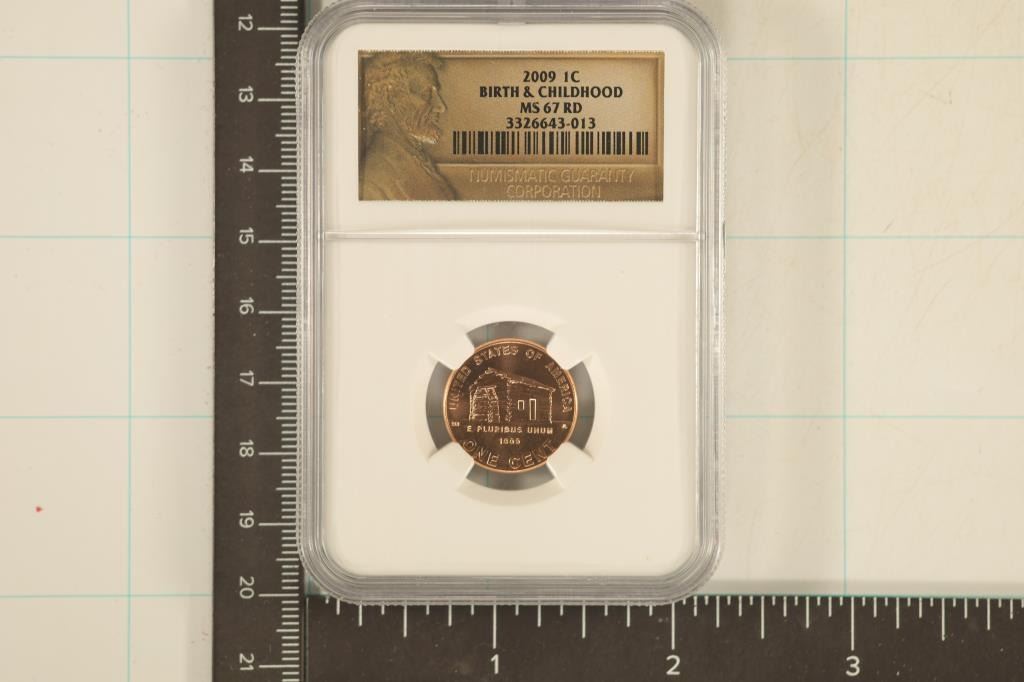 2009 1C
BIRTH & CHILDHOOD
MS 67 RD
3326643-013
NUMISMATIC GUARANTY
CORPORATION
UNITED STATES OF AMERICA
E PLURIBUS UNUM
1809
ONE CENT
12
13
14
15
16
17
18
19
20
21
1
2
3